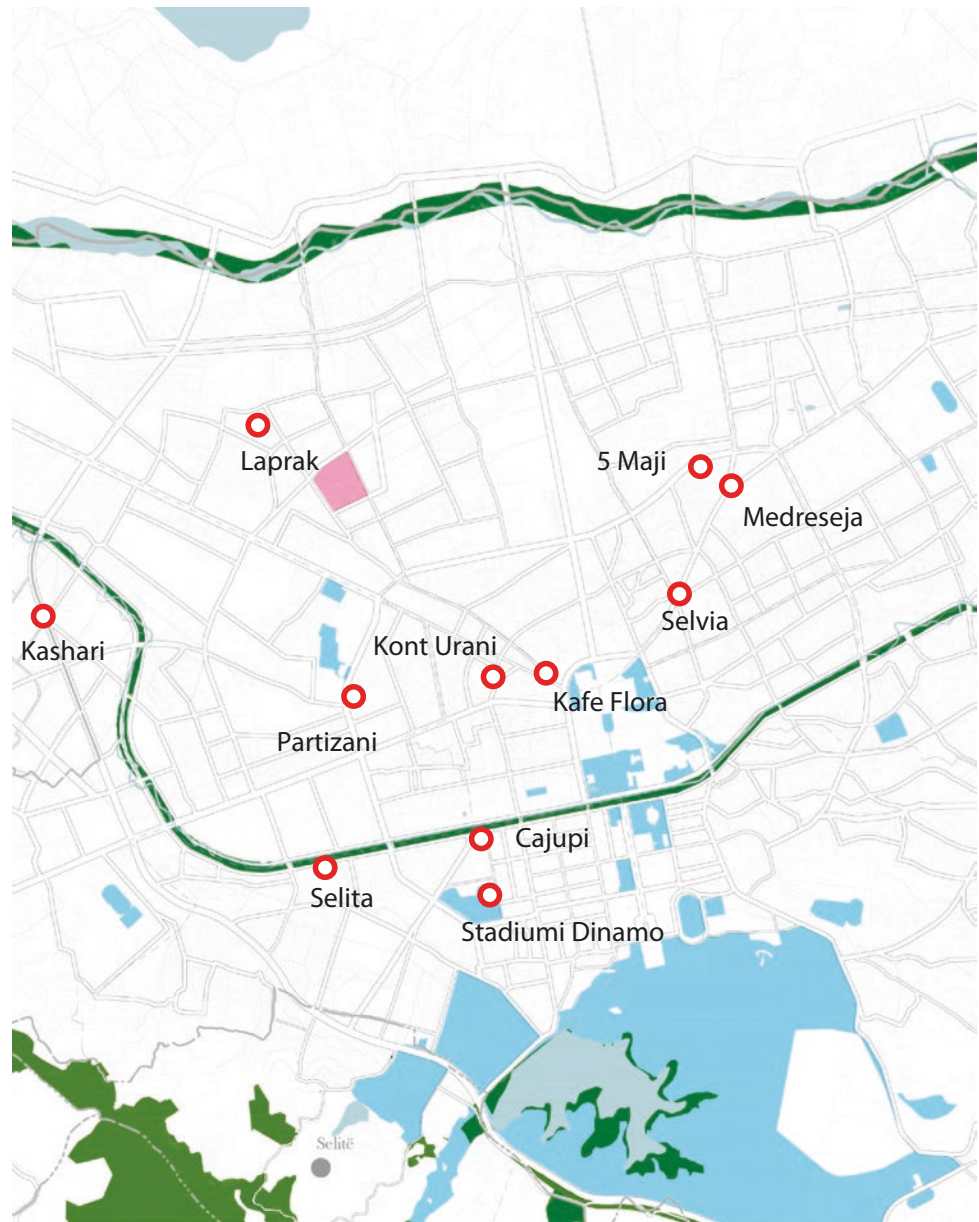 Laprak
5 Maji
Medreseja
Selvia
Kashari
Kont Urani
Kafe Flora
Partizani
Cajupi
Selita
Stadiumi Dinamo
Selitë